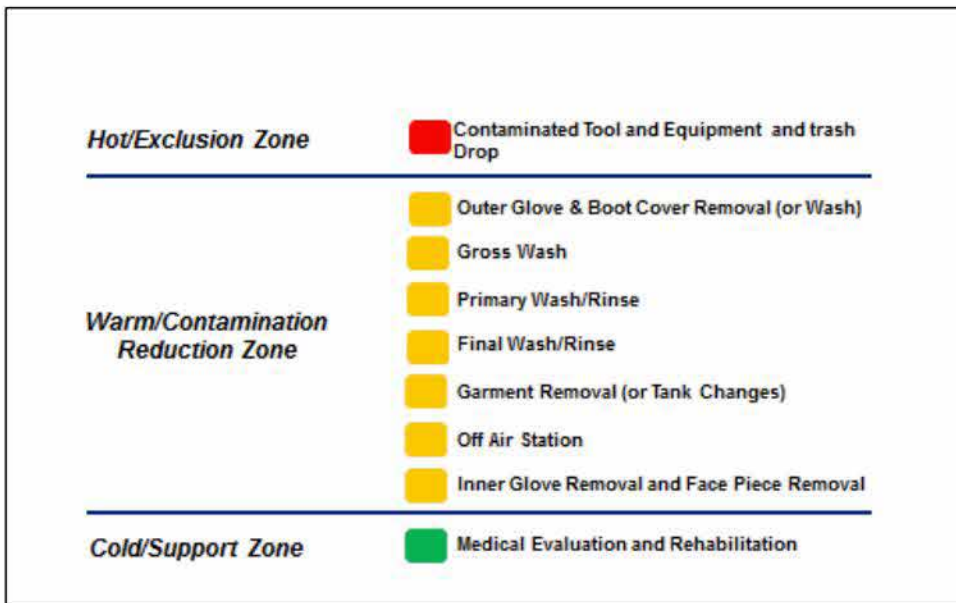 Hot/Exclusion Zone
Contaminated Tool and Equipment and trash
Drop
Outer Glove & Boot Cover Removal (or Wash)
Gross Wash
Primary Wash/Rinse
Warm/Contamination
Reduction Zone
Final Wash/Rinse
Garment Removal (or Tank Changes)
Off Air Station
Inner Glove Removal and Face Piece Removal
Cold/Support Zone
Medical Evaluation and Rehabilitation